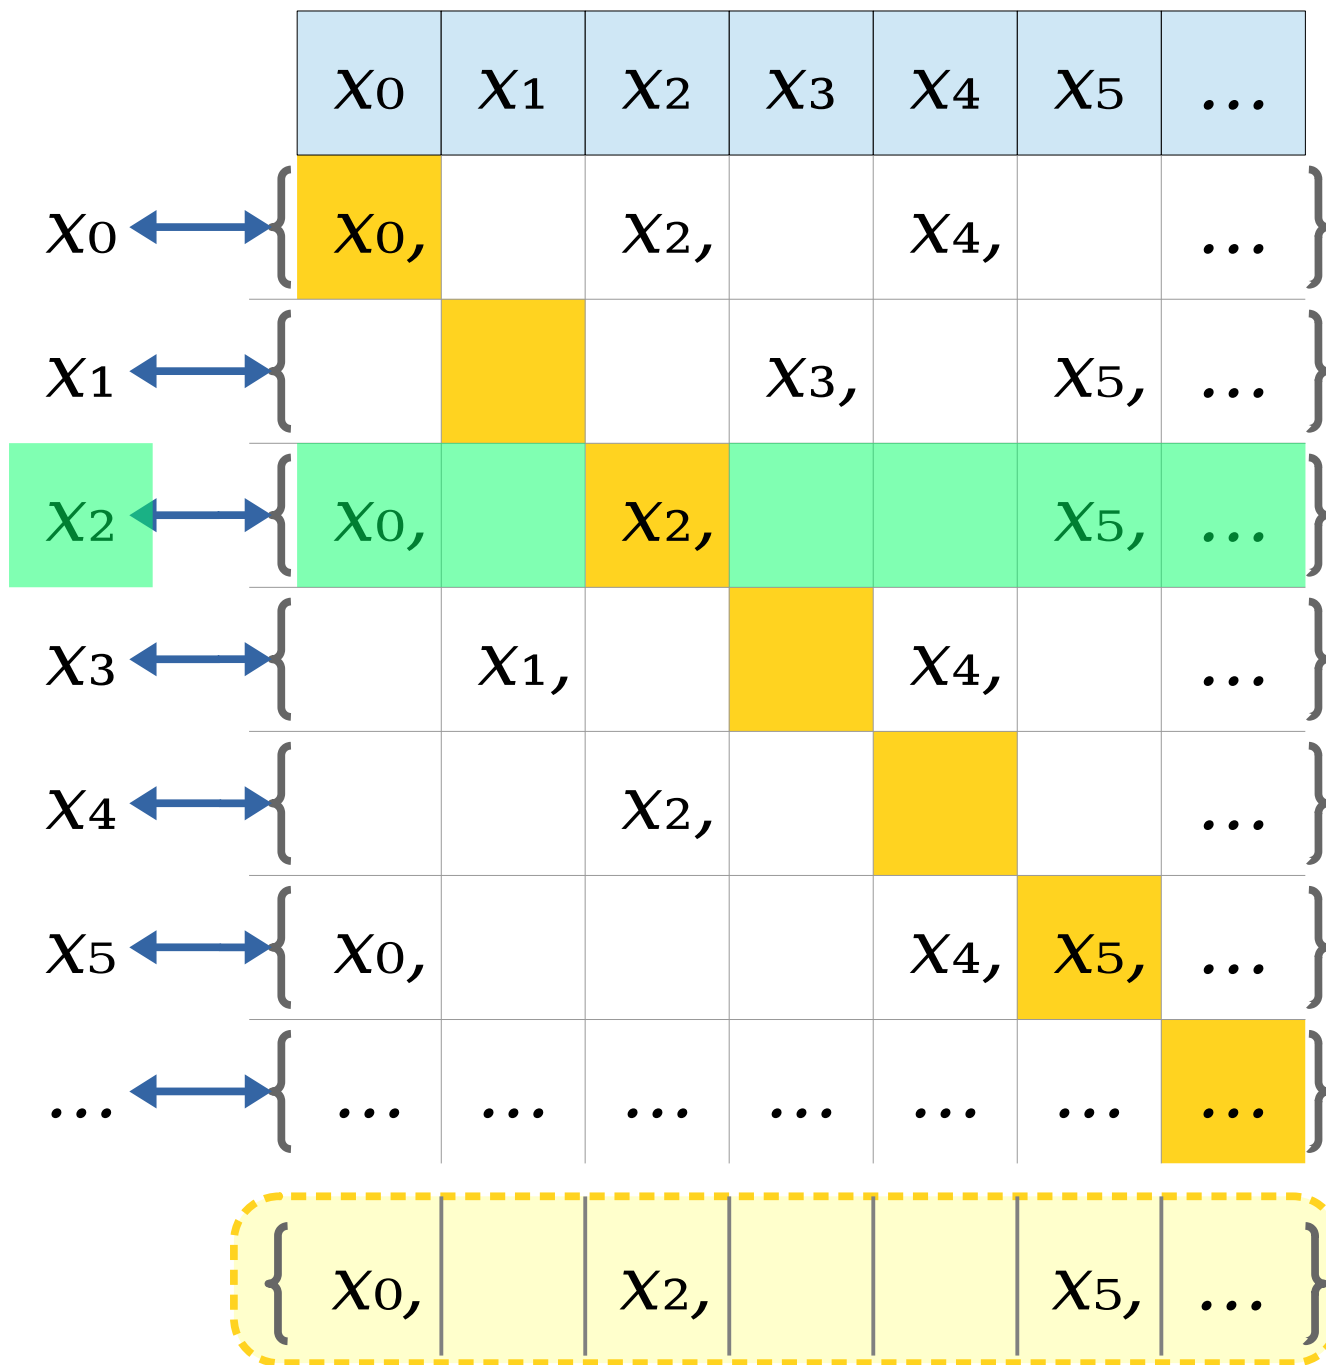 x₀ x₁ x₂ x₃ x₄ x₅ ...
x₀ { x₀, x₂, x₄, ... }
x₁ { x₃, x₅, ... }
x₂ { x₀, x₂, x₅, ... }
x₃ { x₁, x₄, ... }
x₄ { x₂, ... }
x₅ { x₀, x₄, x₅, ... }
... { ... ... ... ... ... ... ... }
{ x₀, x₂, x₅, ... }